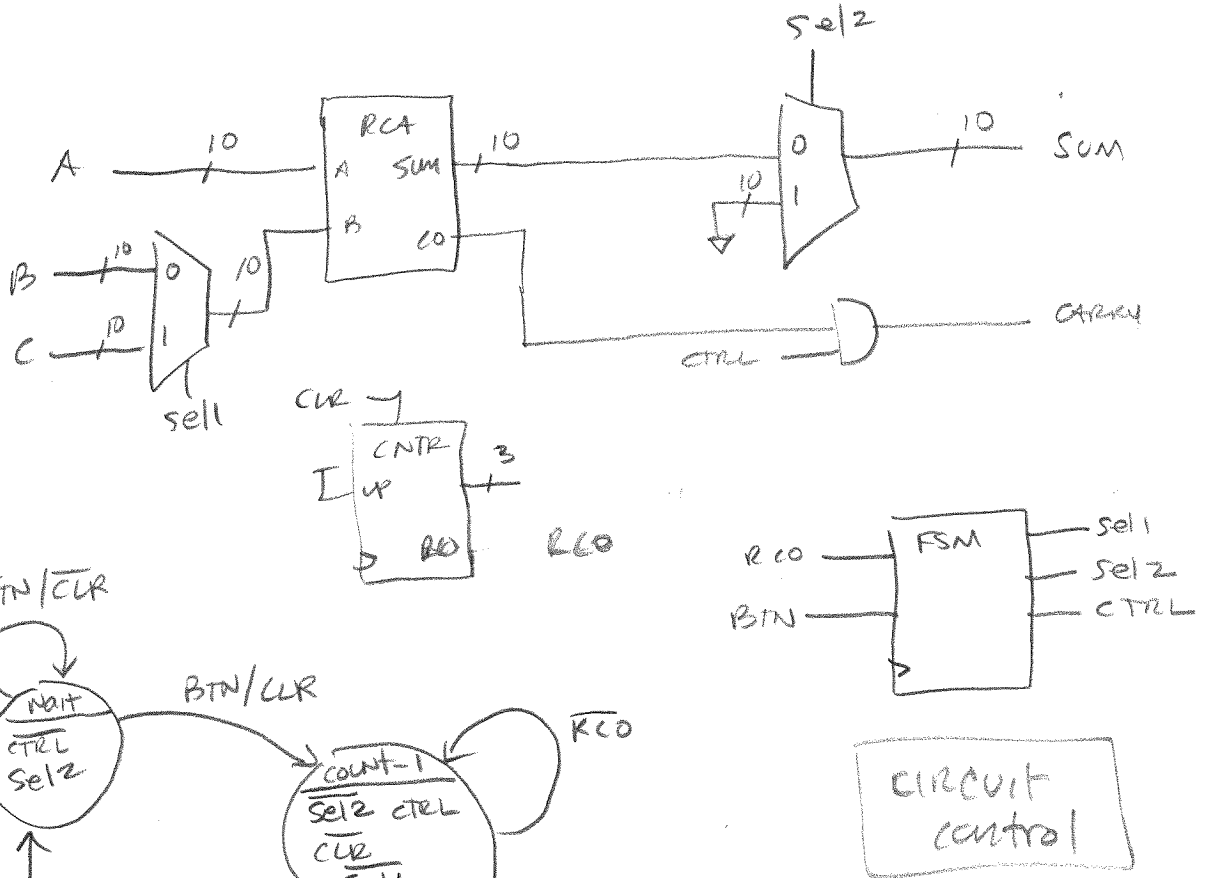 sel2
10
RCA
10
10
A
A
SUM
0
SUM
10
1
B
CO
10
B
0
10
10
C
1
CARRY
CTRL
sel1
CLR
CNTR
3
UP
RCO
RCO
FSM
sel1
RCO
sel2
BTN
CTRL
CLR
BTN/CLR
Wait
CTRL
Sel2
RCO
COUNT-1
Sel2 CTRL
CLR
CIRCUIT
control